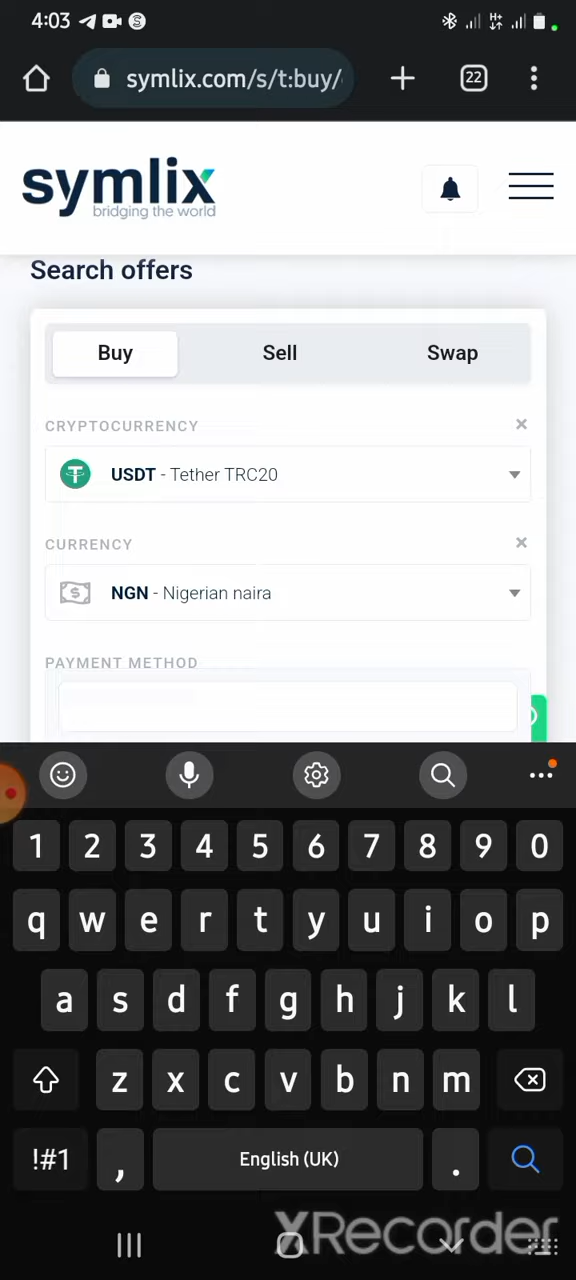 4:03
symlix.com/s/t:buy/
22
symlix
bridging the world
Search offers
Buy Sell Swap
CRYPTOCURRENCY ×
USDT - Tether TRC20
CURRENCY ×
NGN - Nigerian naira
PAYMENT METHOD
1 2 3 4 5 6 7 8 9 0
q w e r t y u i o p
a s d f g h j k l
z x c v b n m
!#1 , English (UK) .
XRecorder